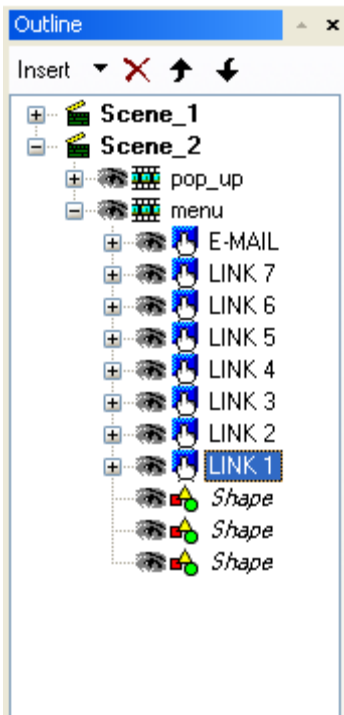 Outline
Insert
Scene_1
Scene_2
pop_up
menu
E-MAIL
LINK 7
LINK 6
LINK 5
LINK 4
LINK 3
LINK 2
LINK 1
Shape
Shape
Shape